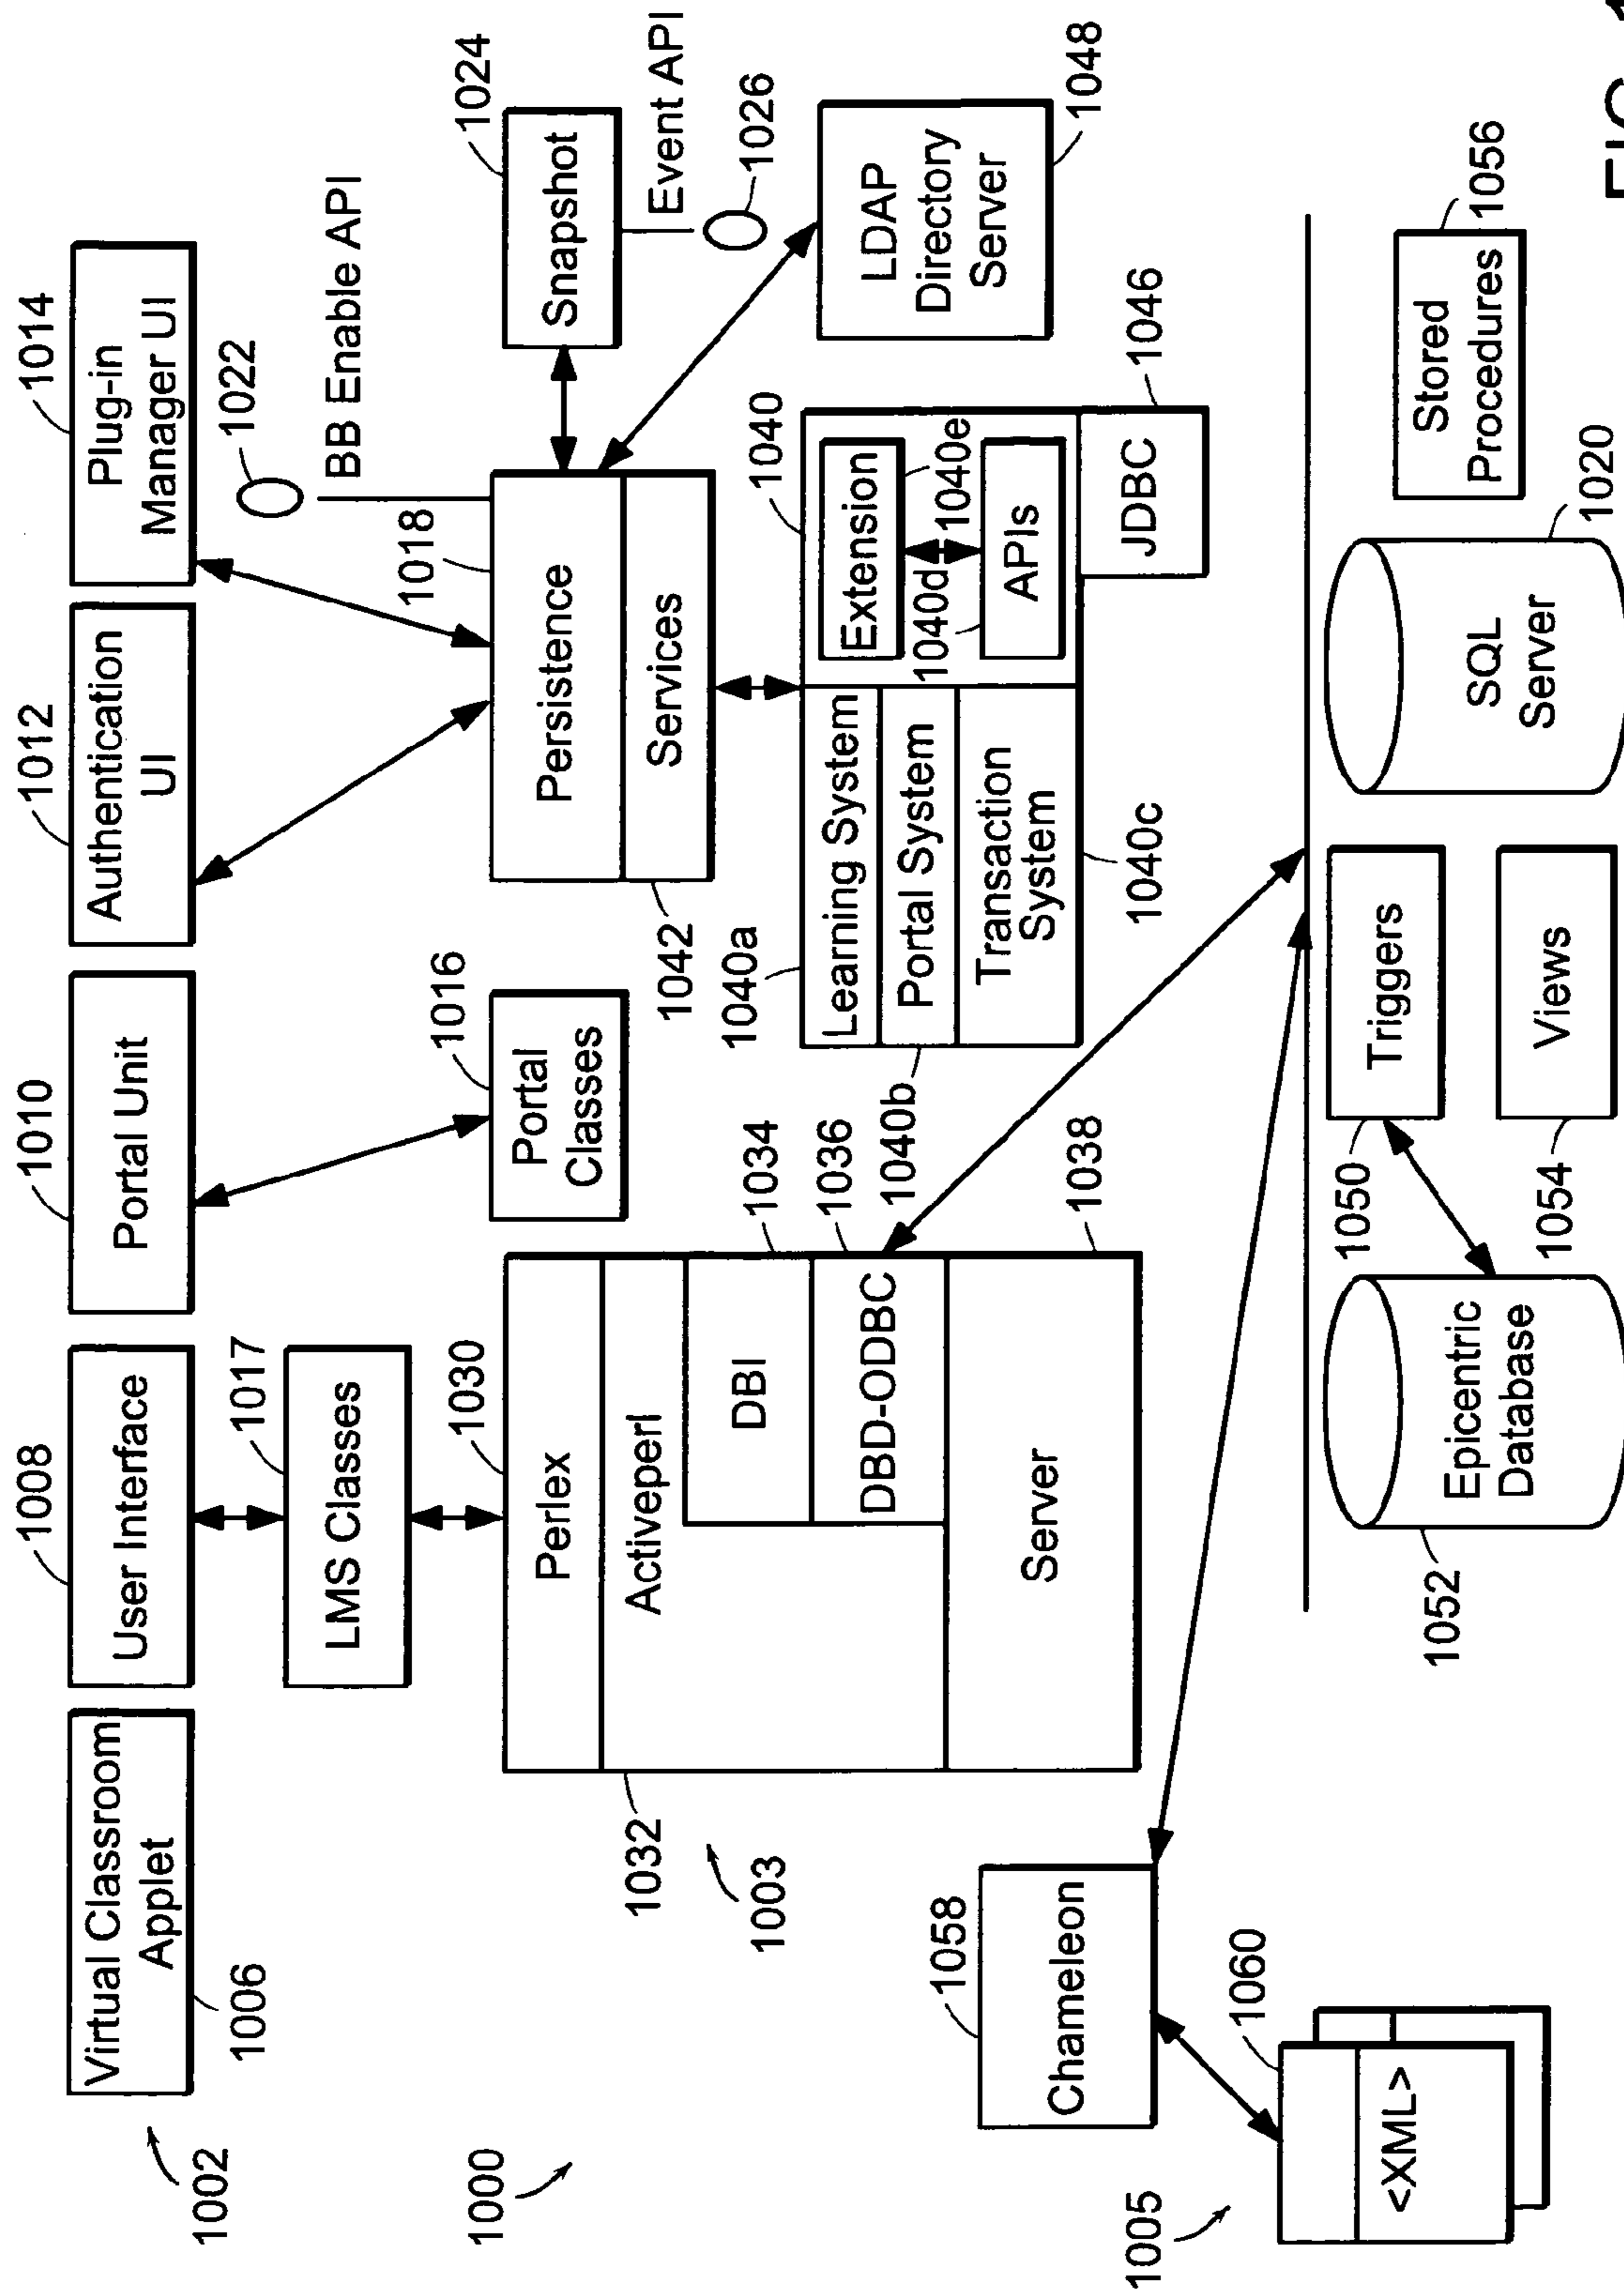 1002
1006
Virtual Classroom
Applet
1008
User Interface
1010
Portal Unit
1012
Authentication
UI
1014
Plug-in
Manager UI
1017
LMS Classes
1022
BB Enable API
1000
1030
Perlex
1032
Activeperl
DBI
1034
DBD-ODBC
1036
Server
1038
1003
1016
Portal
Classes
1018
Persistence
Services
1042
1024
Snapshot
Event API
1026
1040a
Learning System
Portal System
1040b
Transaction
System
1040c
1040
Extension
1040e
1040d
APIs
JDBC
1046
LDAP
Directory
Server
1048
1058
Chameleon
1005
1060
<XML>
1052
Epicentric
Database
1050
Triggers
1054
Views
SQL
Server
1020
Stored
Procedures
1056